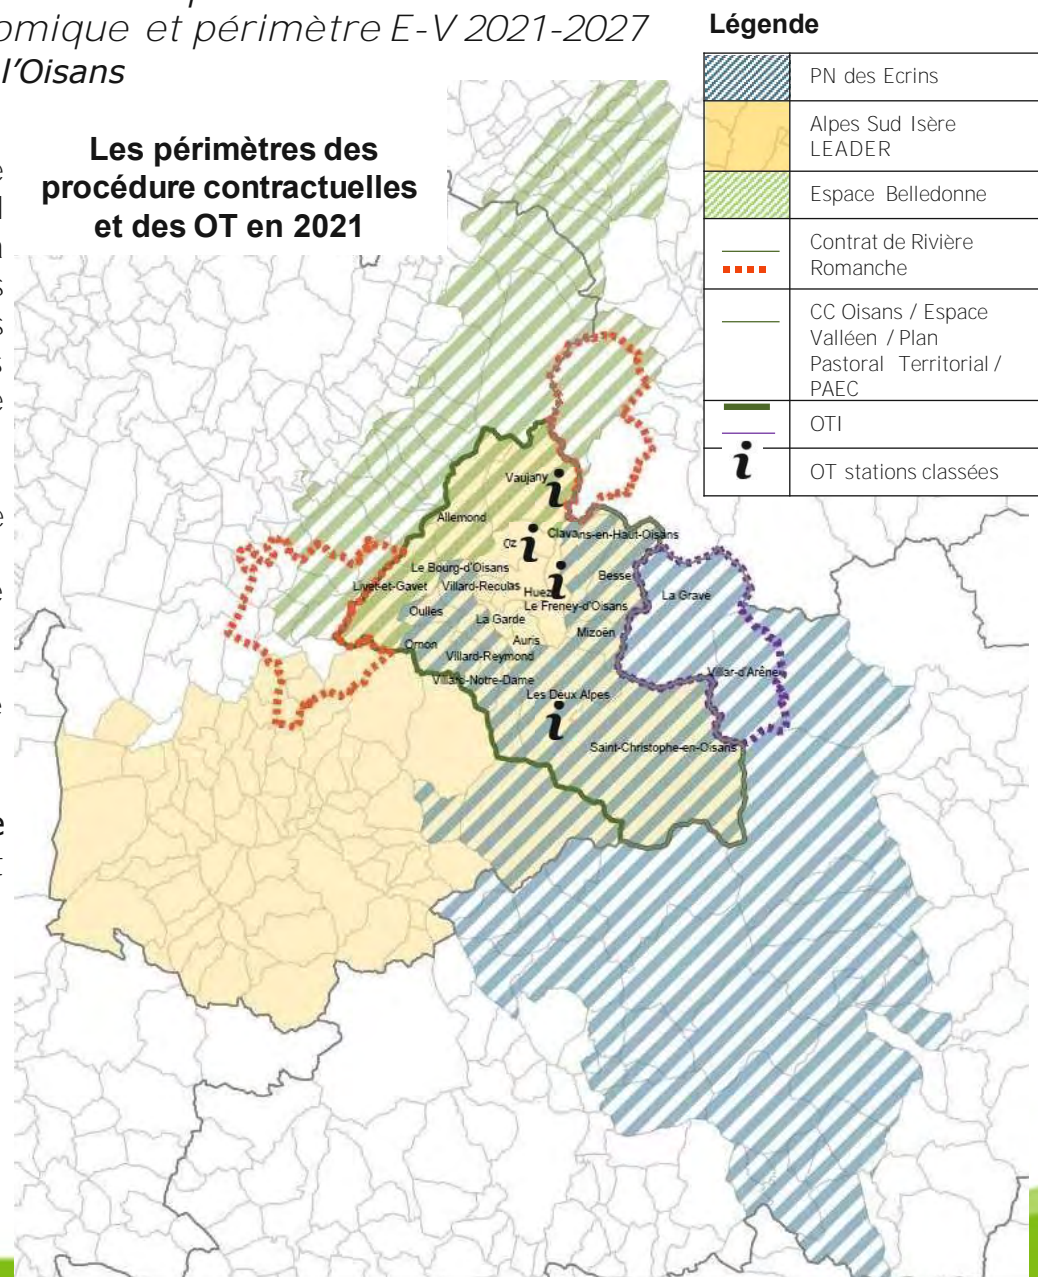 omique et périmètre E-V 2021-2027
l'Oisans
Les périmètres des
procédure contractuelles
et des OT en 2021
Légende
PN des Ecrins
Alpes Sud Isère
LEADER
Espace Belledonne
Contrat de Rivière
Romanche
CC Oisans / Espace
Valléen / Plan
Pastoral Territorial /
PAEC
OTI
i
OT stations classées
Vaujany
i
Allemond
Oz
i
Clavans-en-Haut-Oisans
Le Bourg-d'Oisans
Besse
Livet-et-Gavet
Villard-Reculas
Huez
i
La Grave
Oulles
Le Freney-d'Oisans
La Garde
Mizoën
Ornon
Auris
Villard-Reymond
Villar-d'Arêne
Villard-Notre-Dame
Les Deux Alpes
i
Saint-Christophe-en-Oisans